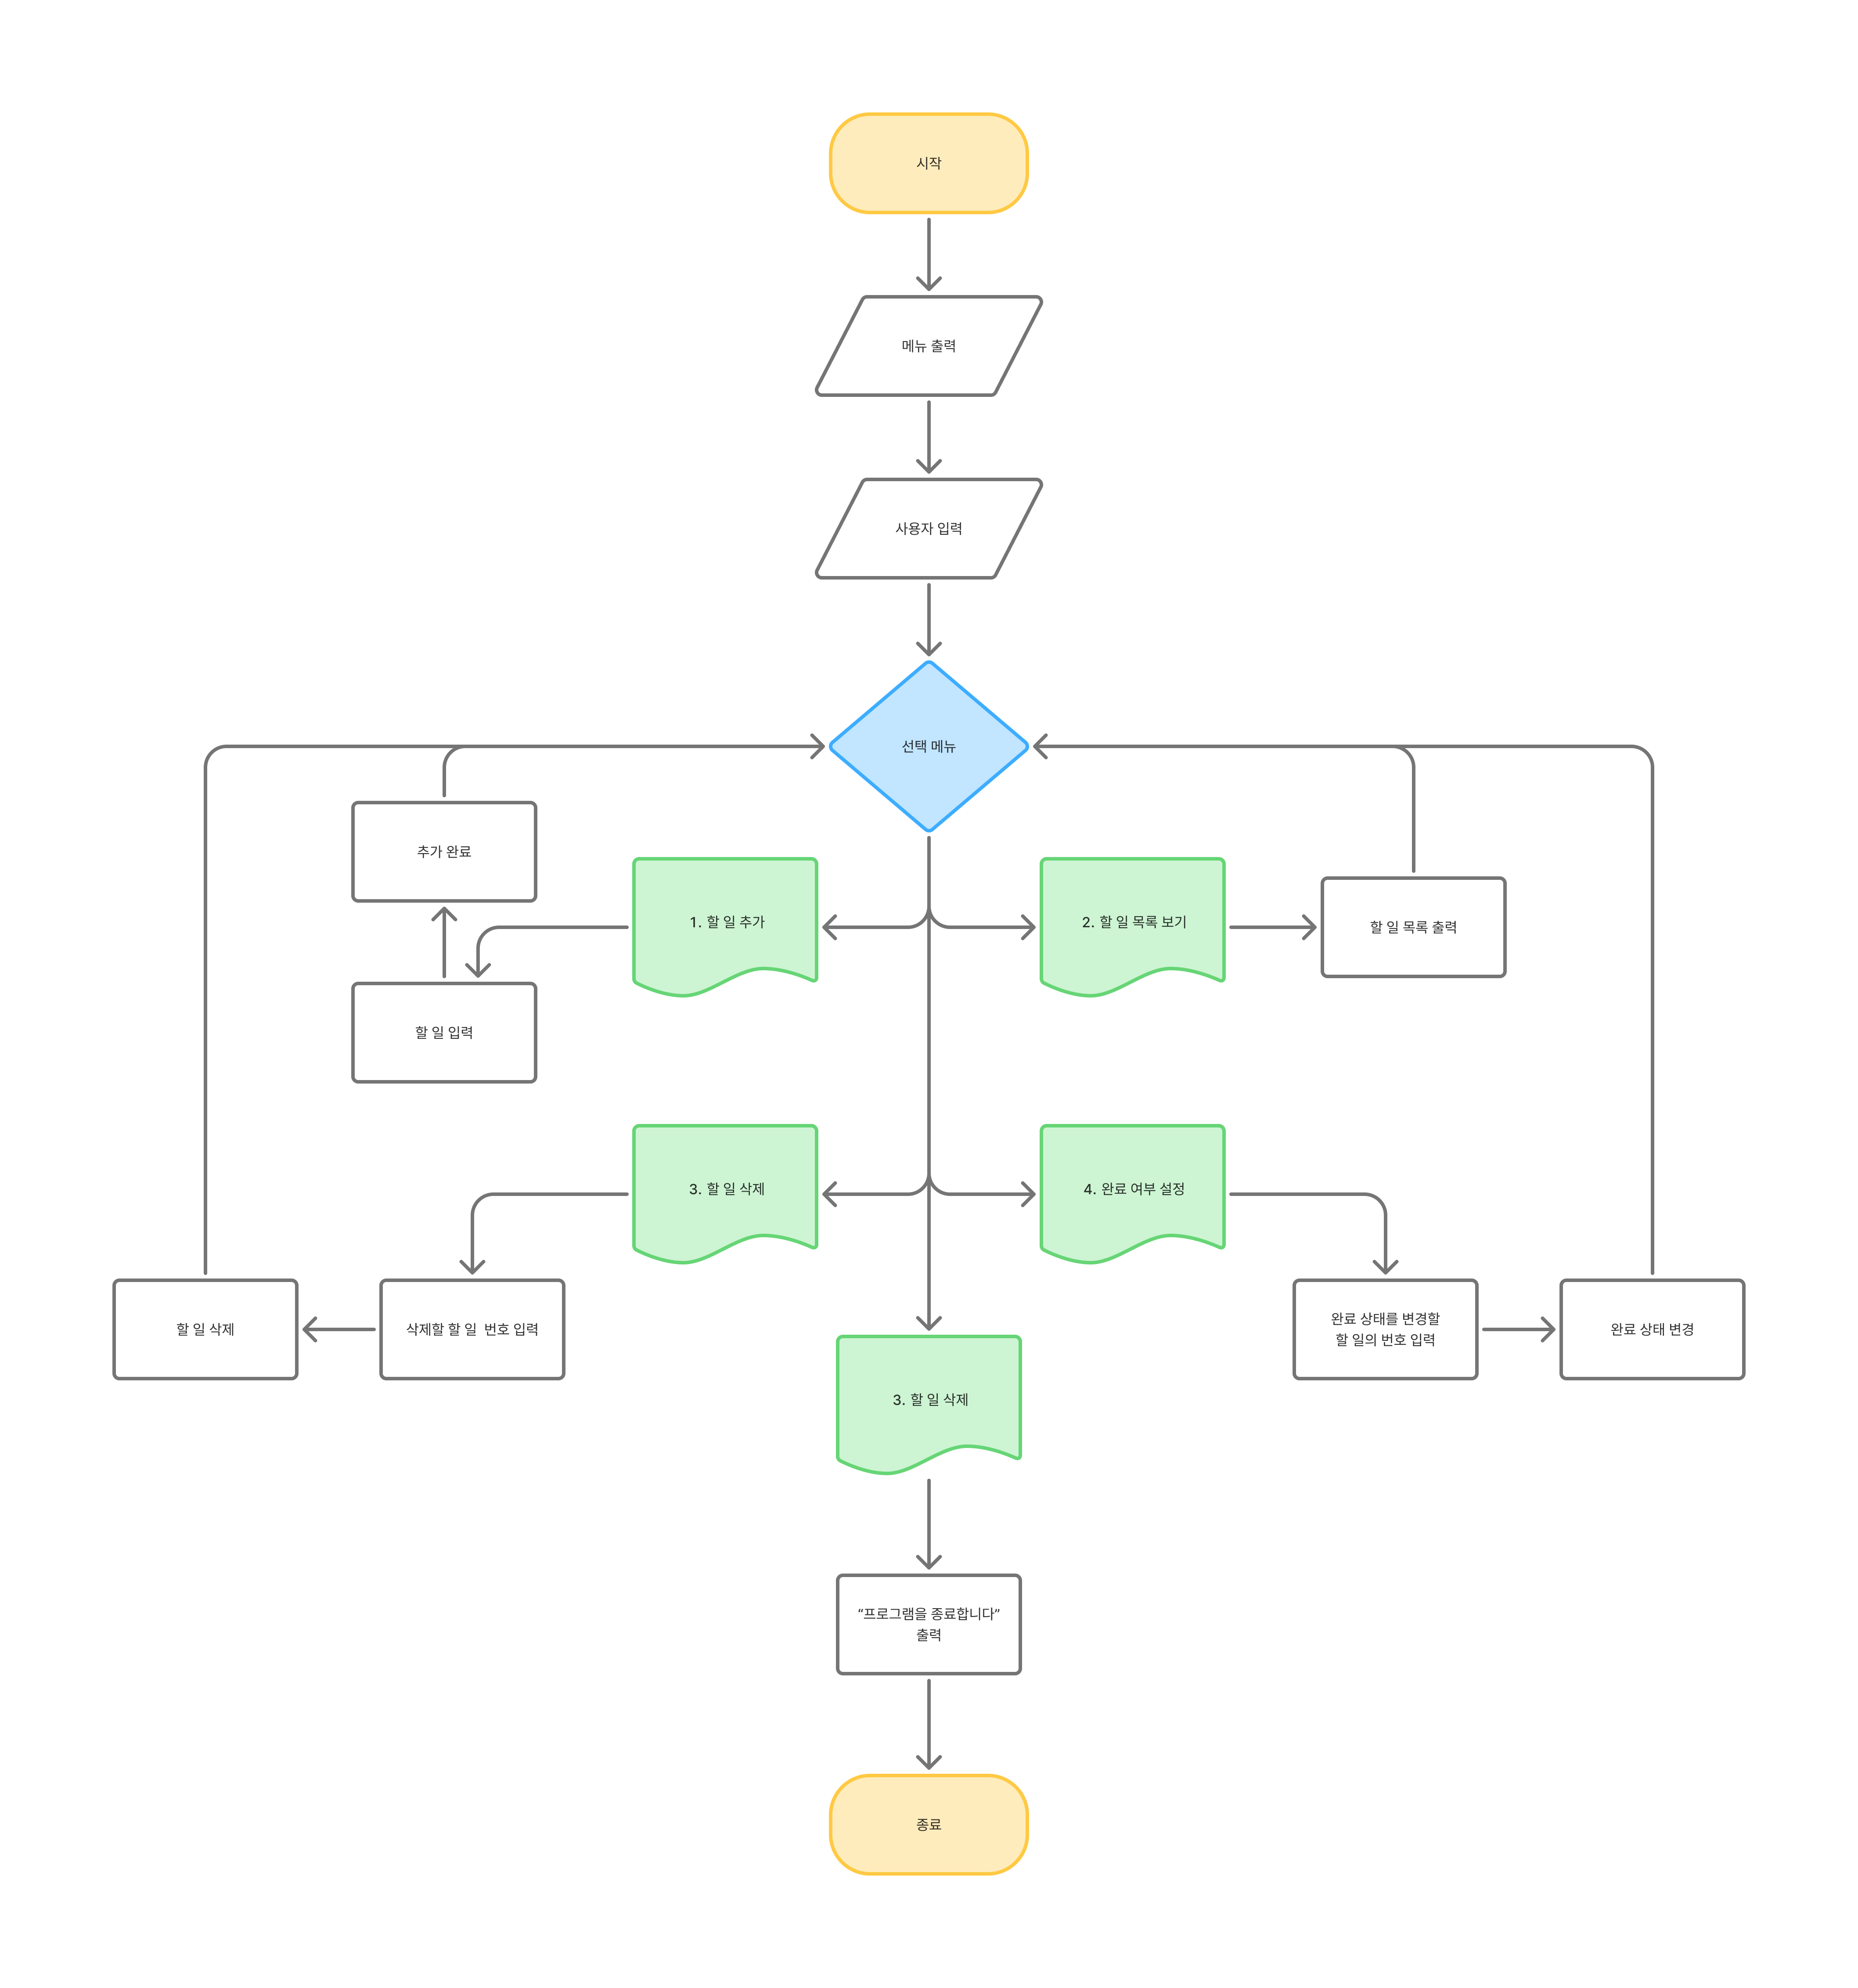 시작
메뉴 출력
사용자 입력
선택 메뉴
추가 완료
1. 할 일 추가
2. 할 일 목록 보기
할 일 목록 출력
할 일 입력
3. 할 일 삭제
4. 완료 여부 설정
할 일 삭제
삭제할 할 일  번호 입력
완료 상태를 변경할
할 일의 번호 입력
완료 상태 변경
3. 할 일 삭제
“프로그램을 종료합니다”
출력
종료